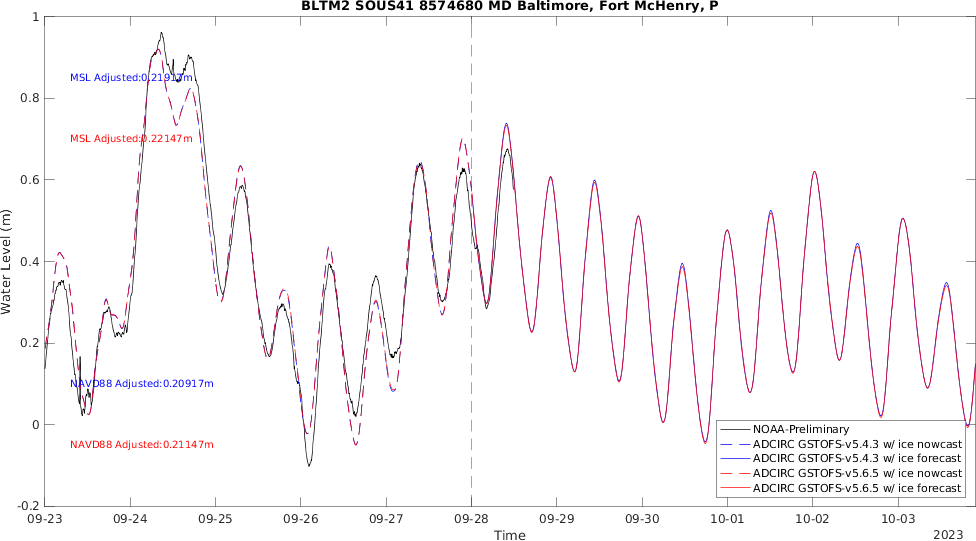 BLTM2 SOUS41 8574680 MD Baltimore, Fort McHenry, P
1
0.8
0.6
0.4
0.2
0
-0.2
Water Level (m)
MSL Adjusted:0.21917m
MSL Adjusted:0.22147m
NAVD88 Adjusted:0.20917m
NAVD88 Adjusted:0.21147m
NOAA-Preliminary
ADCIRC GSTOFS-v5.4.3 w/ ice nowcast
ADCIRC GSTOFS-v5.4.3 w/ ice forecast
ADCIRC GSTOFS-v5.6.5 w/ ice nowcast
ADCIRC GSTOFS-v5.6.5 w/ ice forecast
09-23 09-24 09-25 09-26 09-27 09-28 09-29 09-30 10-01 10-02 10-03
Time
2023